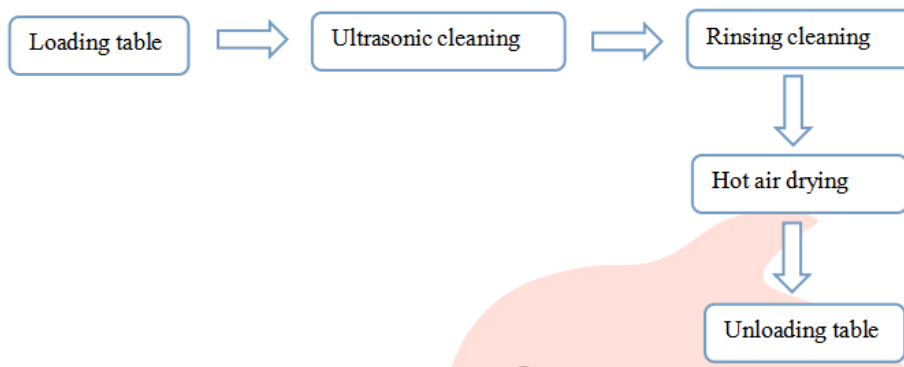 Loading table
Ultrasonic cleaning
Rinsing cleaning
Hot air drying
Unloading table